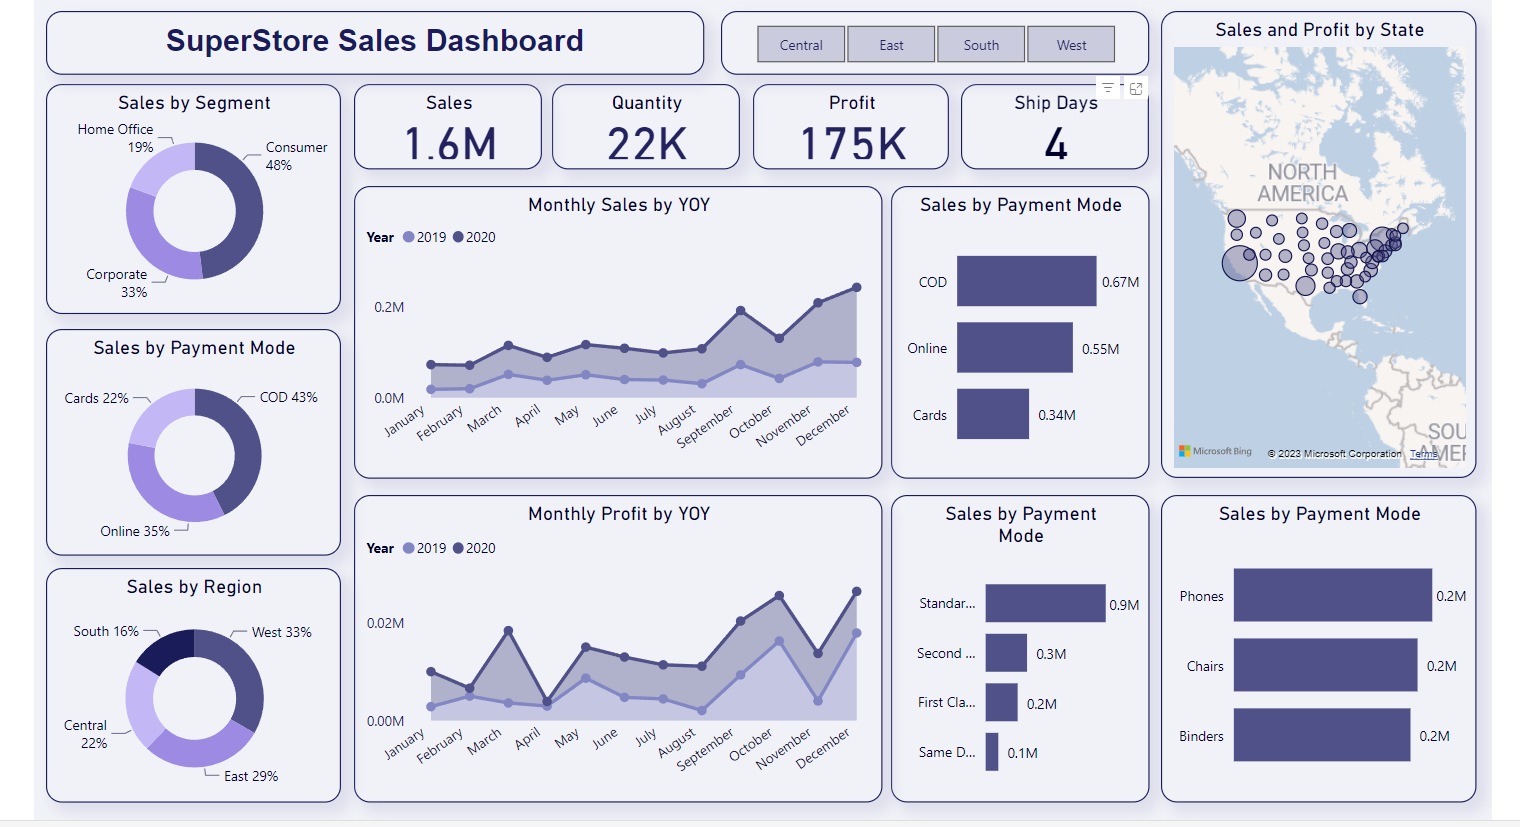 SuperStore Sales Dashboard
Central
East
South
West
Sales and Profit by State
NORTH
AMERICA
SOU
AMEF
Microsoft Bing
© 2023 Microsoft Corporation
Terms
Sales by Segment
Home Office
19%
Consumer
48%
Corporate
33%
Sales
1.6M
Quantity
22K
Profit
175K
Ship Days
4
Monthly Sales by YOY
Year
2019
2020
0.2M
0.0M
January
February
March
April
May
June
July
August
September
October
November
December
Sales by Payment Mode
COD
0.67M
Online
0.55M
Cards
0.34M
Sales by Payment Mode
Cards 22%
COD 43%
Online 35%
Sales by Region
South 16%
West 33%
Central
22%
East 29%
Monthly Profit by YOY
Year
2019
2020
0.02M
0.00M
January
February
March
April
May
June
July
August
September
October
November
December
Sales by Payment
Mode
Standar...
0.9M
Second ...
0.3M
First Cla...
0.2M
Same D...
0.1M
Sales by Payment Mode
Phones
0.2M
Chairs
0.2M
Binders
0.2M